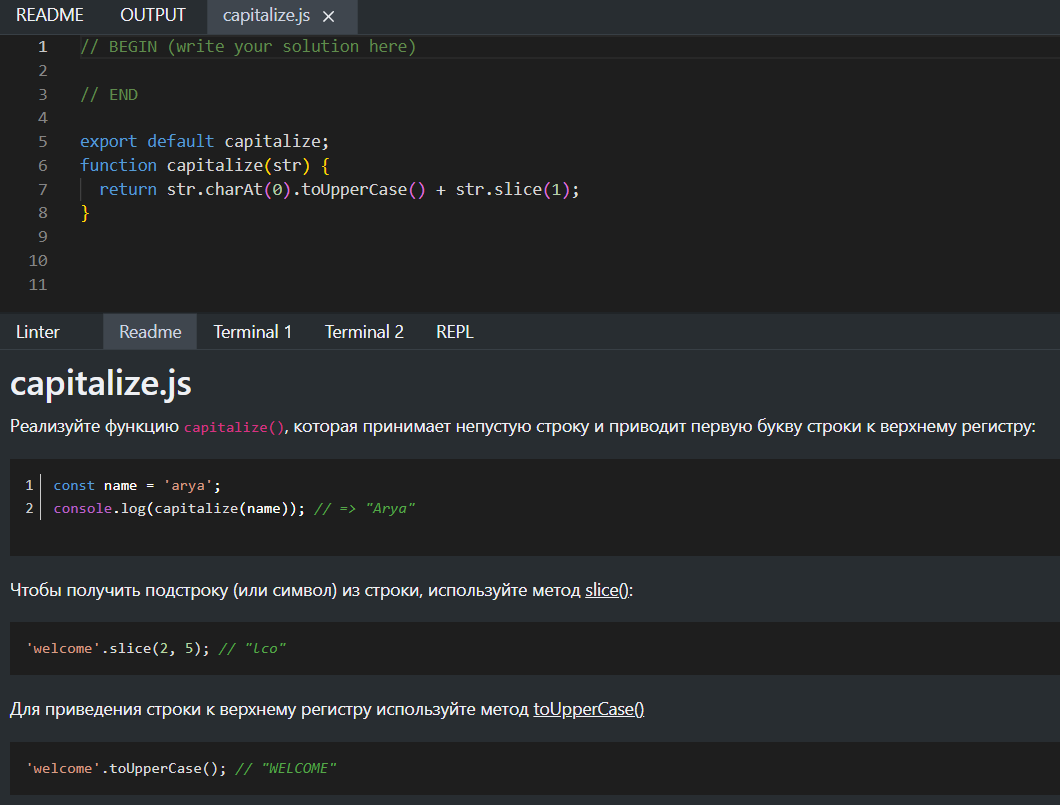 README OUTPUT capitalize.js ×
1 // BEGIN (write your solution here)
2
3 // END
4
5 export default capitalize;
6 function capitalize(str) {
7 return str.charAt(0).toUpperCase() + str.slice(1);
8 }
9
10
11
Linter Readme Terminal 1 Terminal 2 REPL
capitalize.js
Реализуйте функцию capitalize(), которая принимает непустую строку и приводит первую букву строки к верхнему регистру:
1 const name = 'arya';
2 console.log(capitalize(name)); // => "Arya"
Чтобы получить подстроку (или символ) из строки, используйте метод slice():
'welcome'.slice(2, 5); // "lco"
Для приведения строки к верхнему регистру используйте метод toUpperCase()
'welcome'.toUpperCase(); // "WELCOME"